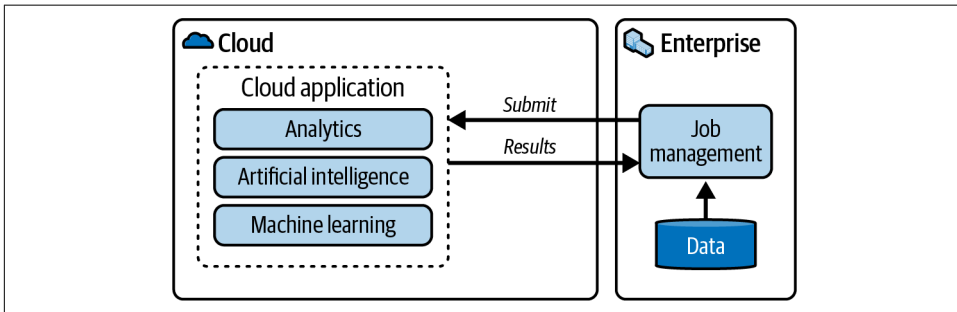 Cloud
Cloud application
Analytics
Artificial intelligence
Machine learning
Submit
Results
Enterprise
Job
management
Data